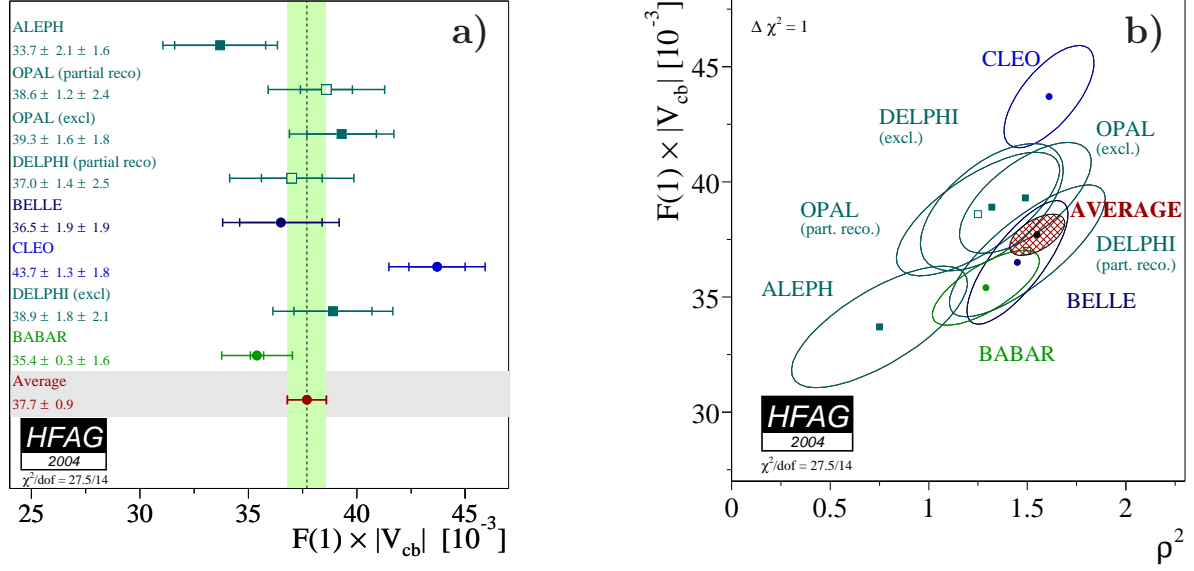 a)
ALEPH
33.7 ± 2.1 ± 1.6
OPAL (partial reco)
38.6 ± 1.2 ± 2.4
OPAL (excl)
39.3 ± 1.6 ± 1.8
DELPHI (partial reco)
37.0 ± 1.4 ± 2.5
BELLE
36.5 ± 1.9 ± 1.9
CLEO
43.7 ± 1.3 ± 1.8
DELPHI (excl)
38.9 ± 1.8 ± 2.1
BABAR
35.4 ± 0.3 ± 1.6
Average
37.7 ± 0.9
HFAG
2004
χ²/dof = 27.5/14
25 30 35 40 45
F(1) × |V_cb| [10⁻³]
b)
F(1) × |V_cb| [10⁻³]
Δ χ² = 1
45
40
35
30
CLEO
DELPHI
(excl.)
OPAL
(excl.)
OPAL
(part. reco.)
AVERAGE
DELPHI
(part. reco.)
ALEPH
BELLE
BABAR
HFAG
2004
χ²/dof = 27.5/14
0 0.5 1 1.5 2
ρ²